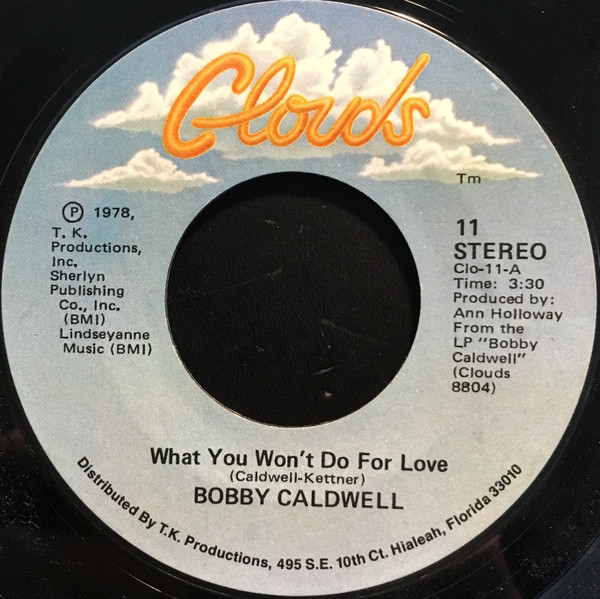 Clouds
Tm
Ⓟ 1978,
T. K.
Productions,
Inc.
Sherlyn
Publishing
Co., Inc.
(BMI)
Lindseyanne
Music (BMI)
11
STEREO
Clo-11-A
Time: 3:30
Produced by:
Ann Holloway
From the
LP "Bobby
Caldwell"
(Clouds
8804)
What You Won't Do For Love
(Caldwell-Kettner)
BOBBY CALDWELL
Distributed By T.K. Productions, 495 S.E. 10th Ct. Hialeah, Florida 33010